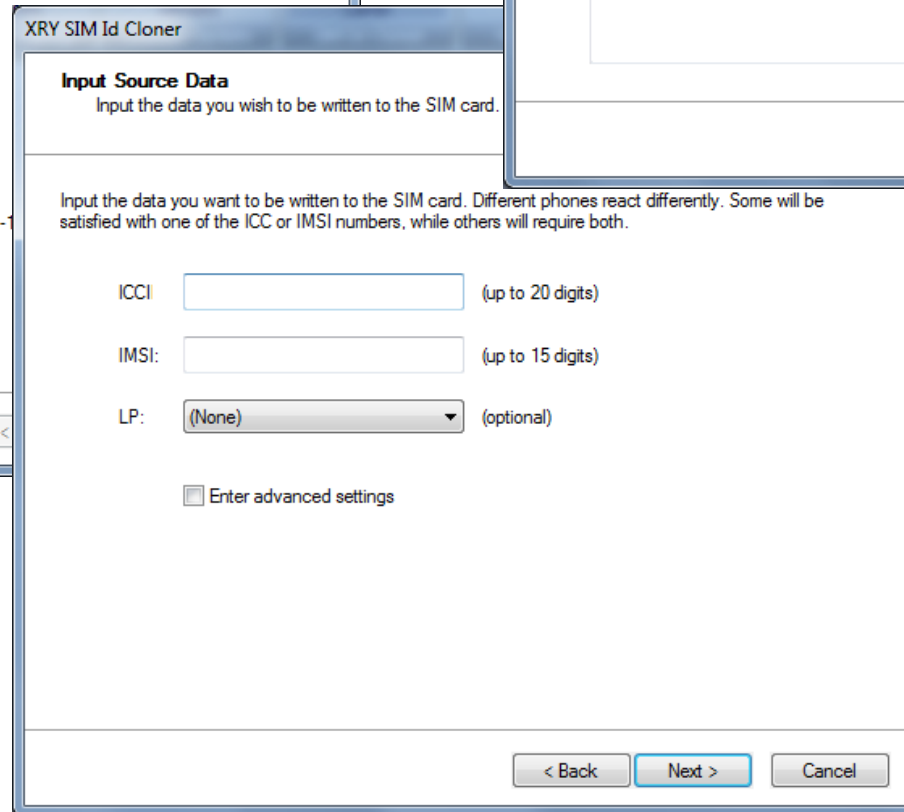 XRY SIM Id Cloner
Input Source Data
Input the data you wish to be written to the SIM card.
Input the data you want to be written to the SIM card. Different phones react differently. Some will be
satisfied with one of the ICC or IMSI numbers, while others will require both.
-1
ICCI (up to 20 digits)
IMSI: (up to 15 digits)
LP: (None) (optional)
<
Enter advanced settings
< Back Next > Cancel